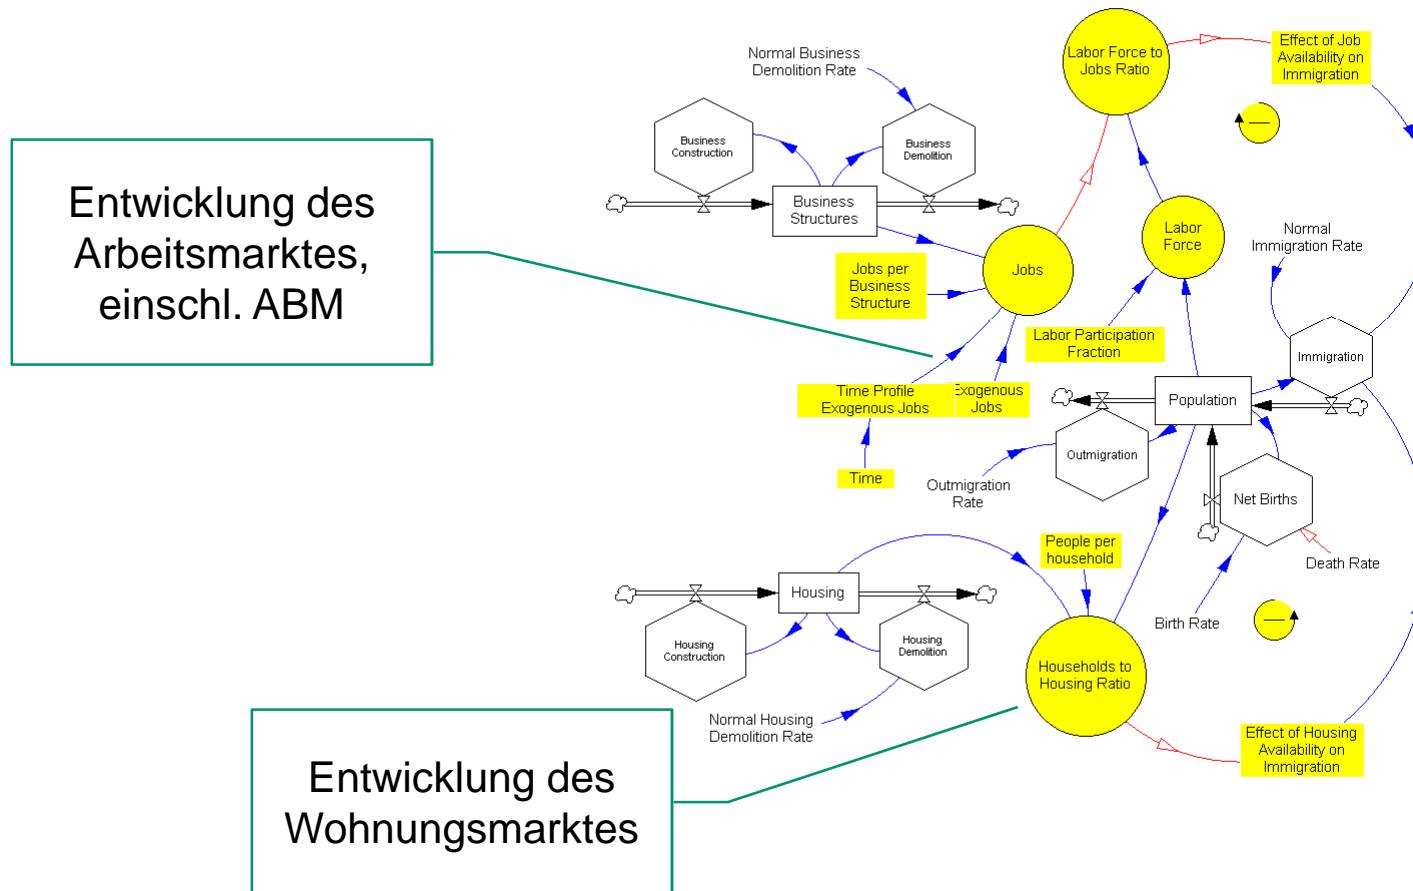 Normal Business
Demolition Rate
Labor Force to
Jobs Ratio
Effect of Job
Availability on
Immigration
Business
Construction
Business
Demolition
Entwicklung des
Arbeitsmarktes,
einschl. ABM
Business
Structures
Labor
Force
Normal
Immigration Rate
Jobs per
Business
Structure
Jobs
Labor Participation
Fraction
Immigration
Time Profile
Exogenous Jobs
Exogenous
Jobs
Population
Time
Outmigration
Rate
Outmigration
Net Births
People per
household
Death Rate
Housing
Birth Rate
Housing
Construction
Housing
Demolition
Households to
Housing Ratio
Normal Housing
Demolition Rate
Effect of Housing
Availability on
Immigration
Entwicklung des
Wohnungsmarktes